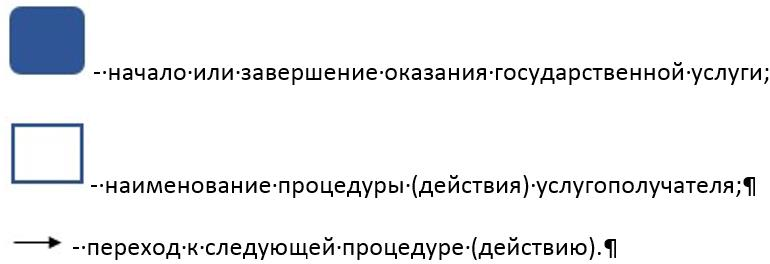 - начало или завершение оказания государственной услуги;
- наименование процедуры (действия) услугополучателя;¶
- переход к следующей процедуре (действию).¶